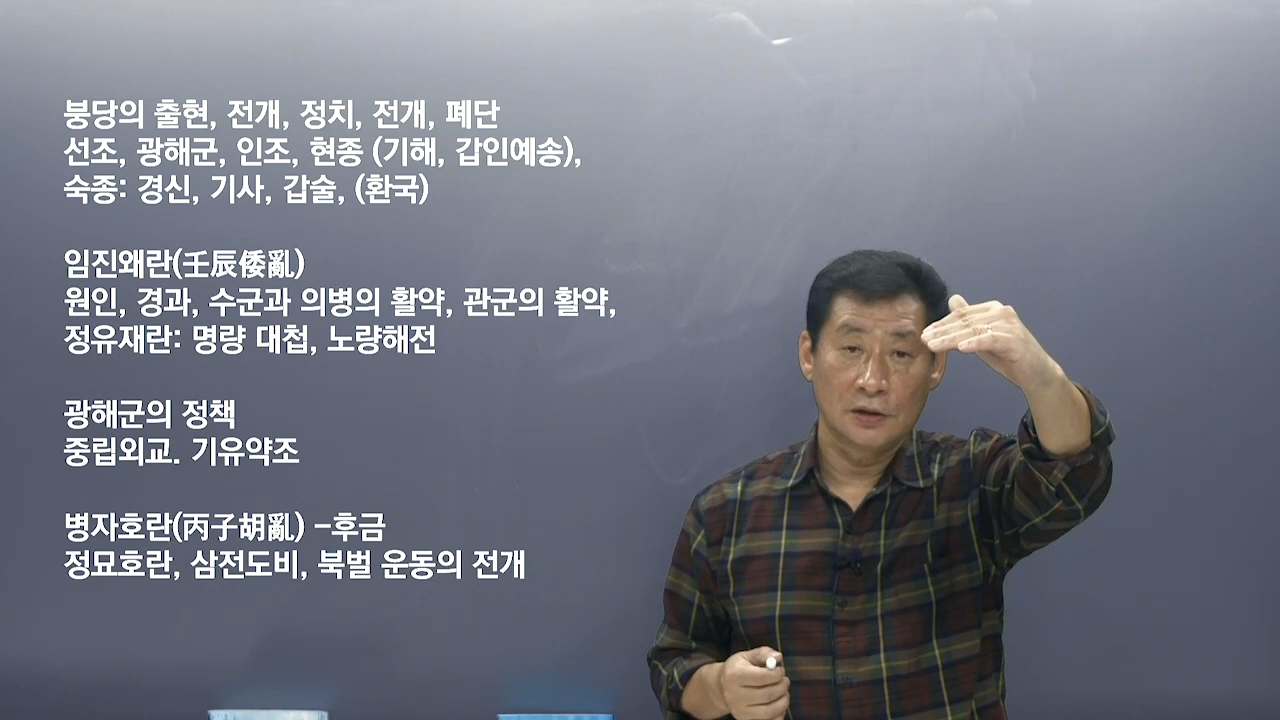 붕당의 출현, 전개, 정치, 전개, 폐단
선조, 광해군, 인조, 현종 (기해, 갑인예송),
숙종: 경신, 기사, 갑술, (환국)
임진왜란(壬辰倭亂)
원인, 경과, 수군과 의병의 활약, 관군의 활약,
정유재란: 명량 대첩, 노량해전
광해군의 정책
중립외교. 기유약조
병자호란(丙子胡亂) -후금
정묘호란, 삼전도비, 북벌 운동의 전개